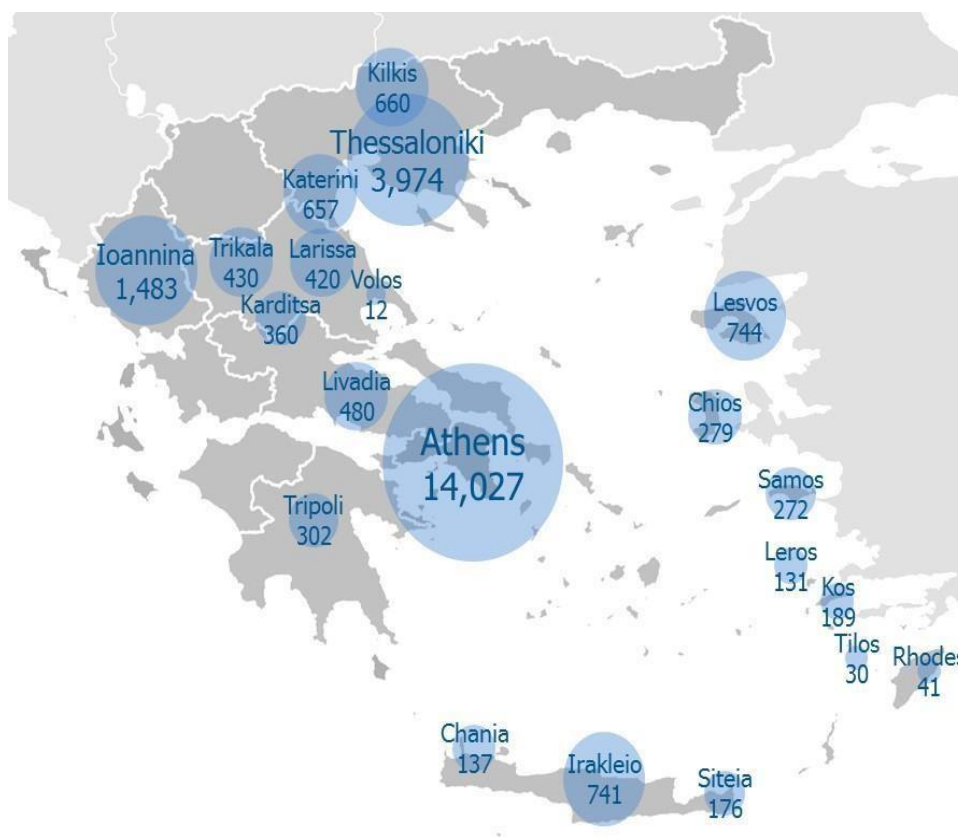 Kilkis
660
Thessaloniki
3,974
Katerini
657
Ioannina
1,483
Trikala
430
Larissa
420
Volos
12
Karditsa
360
Lesvos
744
Livadia
480
Chios
279
Athens
14,027
Samos
272
Tripoli
302
Leros
131
Kos
189
Tilos
30
Rhodes
41
Chania
137
Irakleio
741
Siteia
176